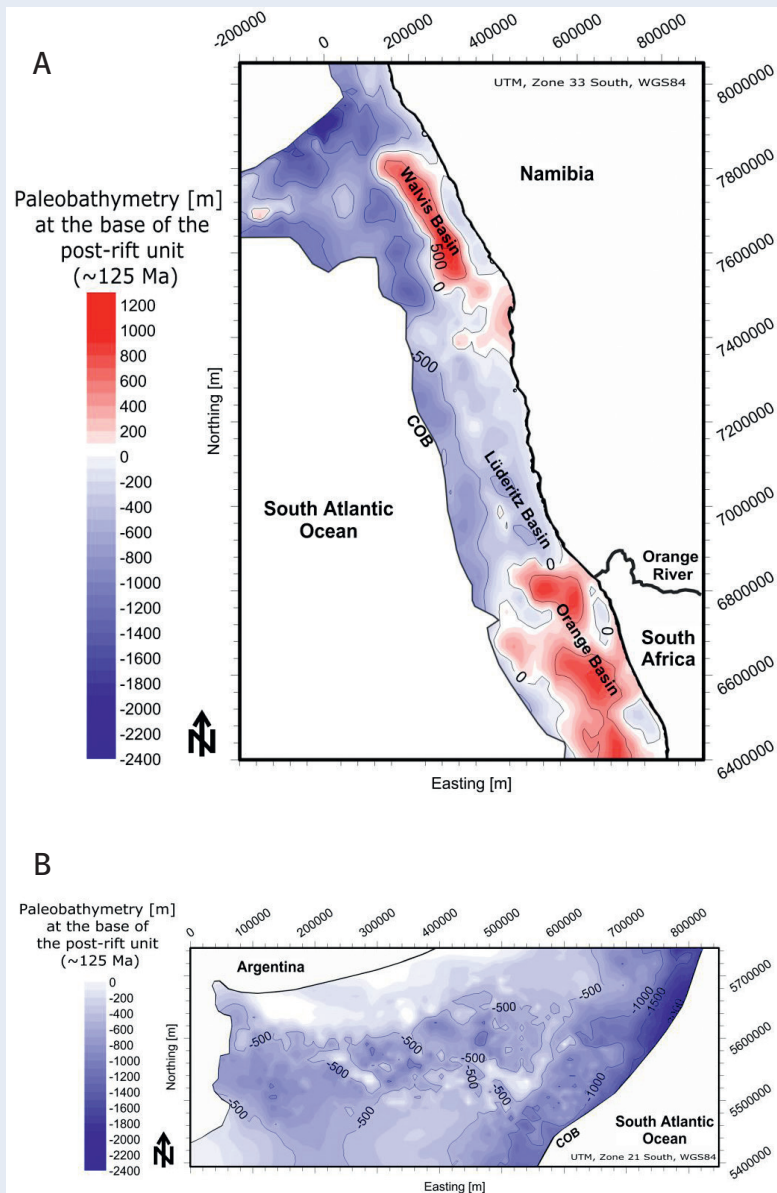 A
-200000
0
200000
400000
600000
800000
UTM, Zone 33 South, WGS84
8000000
7800000
7600000
7400000
7200000
7000000
6800000
6600000
6400000
Namibia
Walvis Basin
500
0
-500
COB
Lüderitz Basin
South Atlantic
Ocean
0
Orange
River
Orange Basin
0
South
Africa
0
Northing [m]
Easting [m]
N
Paleobathymetry [m]
at the base of the
post-rift unit
(~125 Ma)
1200
1000
800
600
400
200
0
-200
-400
-600
-800
-1000
-1200
-1400
-1600
-1800
-2000
-2200
-2400
B
Paleobathymetry [m]
at the base of
the post-rift unit
(~125 Ma)
0
-200
-400
-600
-800
-1000
-1200
-1400
-1600
-1800
-2000
-2200
-2400
0
100000
200000
300000
400000
500000
600000
700000
800000
5700000
5600000
5500000
5400000
Argentina
-500
-500
-1000
-1500
-500
-500
-500
-500
-500
-500
-500
-500
-1000
COB
South Atlantic
Ocean
UTM, Zone 21 South, WGS84
Northing [m]
Easting [m]
N